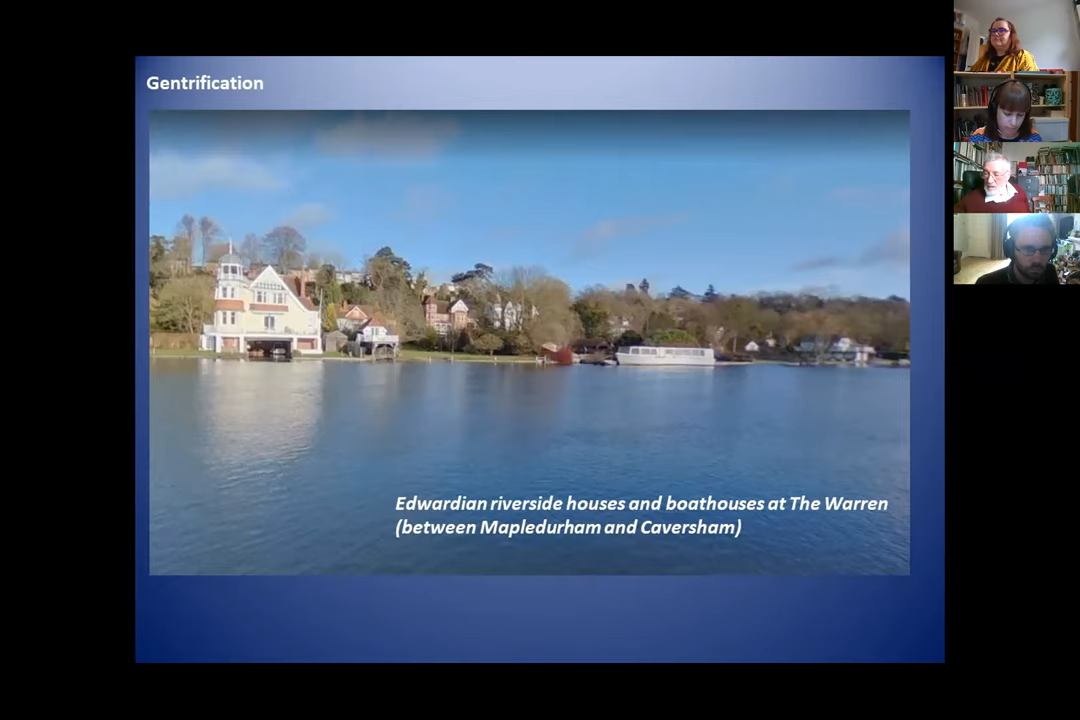 Gentrification
Edwardian riverside houses and boathouses at The Warren
(between Mapledurham and Caversham)